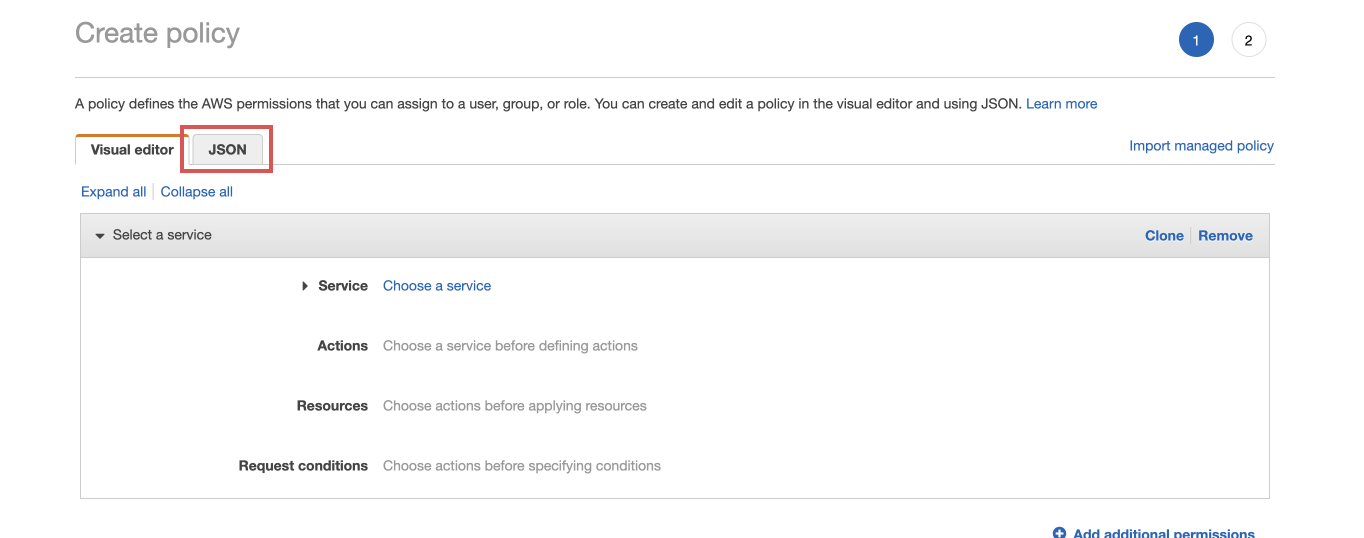 Create policy
1 2
A policy defines the AWS permissions that you can assign to a user, group, or role. You can create and edit a policy in the visual editor and using JSON. Learn more
Visual editor JSON Import managed policy
Expand all Collapse all
Select a service Clone Remove
Service Choose a service
Actions Choose a service before defining actions
Resources Choose actions before applying resources
Request conditions Choose actions before specifying conditions
Add additional permissions